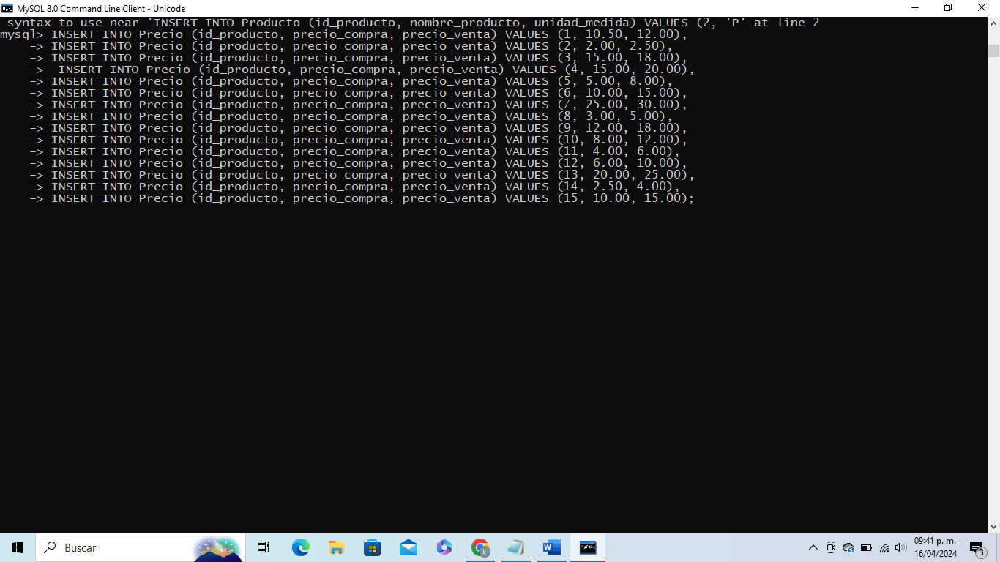 MySQL 8.0 Command Line Client - Unicode
syntax to use near 'INSERT INTO Producto (id_producto, nombre_producto, unidad_medida) VALUES (2, 'P' at line 2
mysql> INSERT INTO Precio (id_producto, precio_compra, precio_venta) VALUES (1, 10.50, 12.00),
-> INSERT INTO Precio (id_producto, precio_compra, precio_venta) VALUES (2, 2.00, 2.50),
-> INSERT INTO Precio (id_producto, precio_compra, precio_venta) VALUES (3, 15.00, 18.00),
->  INSERT INTO Precio (id_producto, precio_compra, precio_venta) VALUES (4, 15.00, 20.00),
-> INSERT INTO Precio (id_producto, precio_compra, precio_venta) VALUES (5, 5.00, 8.00),
-> INSERT INTO Precio (id_producto, precio_compra, precio_venta) VALUES (6, 10.00, 15.00),
-> INSERT INTO Precio (id_producto, precio_compra, precio_venta) VALUES (7, 25.00, 30.00),
-> INSERT INTO Precio (id_producto, precio_compra, precio_venta) VALUES (8, 3.00, 5.00),
-> INSERT INTO Precio (id_producto, precio_compra, precio_venta) VALUES (9, 12.00, 18.00),
-> INSERT INTO Precio (id_producto, precio_compra, precio_venta) VALUES (10, 8.00, 12.00),
-> INSERT INTO Precio (id_producto, precio_compra, precio_venta) VALUES (11, 4.00, 6.00),
-> INSERT INTO Precio (id_producto, precio_compra, precio_venta) VALUES (12, 6.00, 10.00),
-> INSERT INTO Precio (id_producto, precio_compra, precio_venta) VALUES (13, 20.00, 25.00),
-> INSERT INTO Precio (id_producto, precio_compra, precio_venta) VALUES (14, 2.50, 4.00),
-> INSERT INTO Precio (id_producto, precio_compra, precio_venta) VALUES (15, 10.00, 15.00);
Buscar
09:41 p. m.
16/04/2024
3